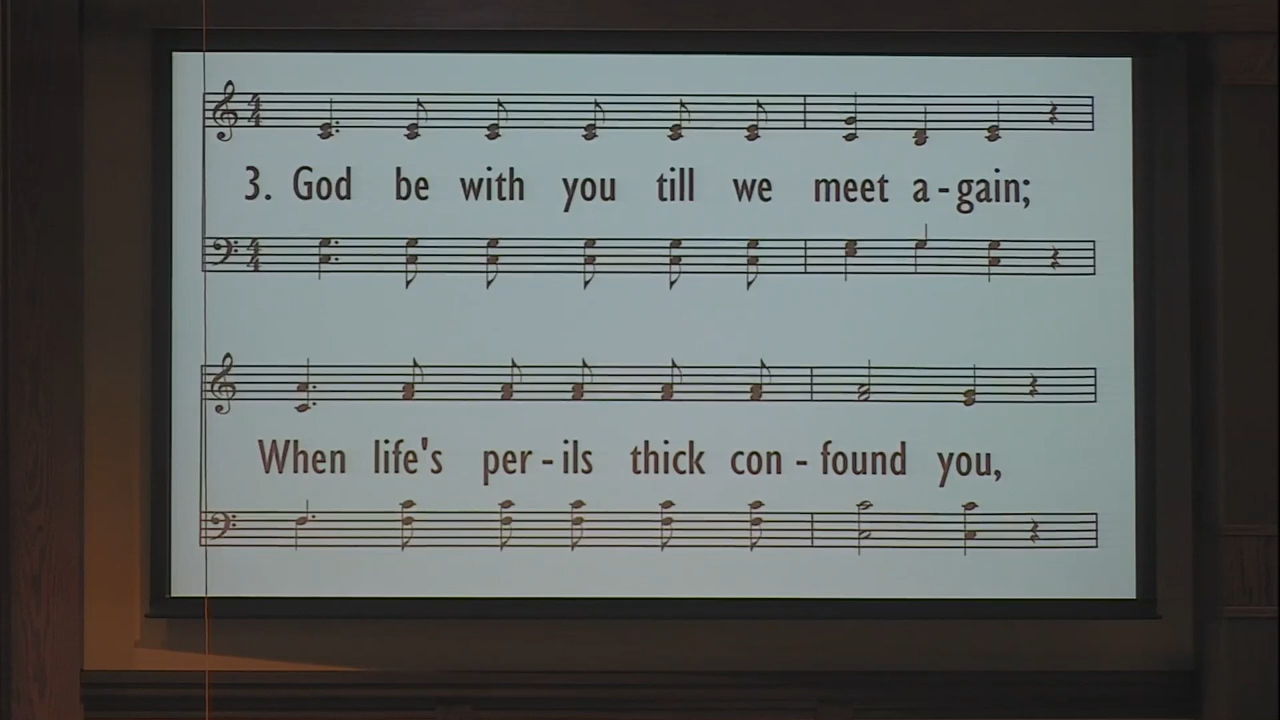 3. God be with you till we meet a-gain;
When life's per-ils thick con-found you,